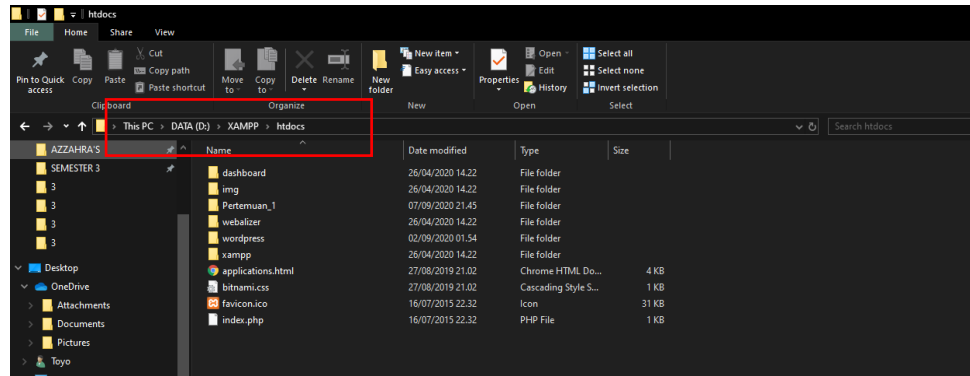 htdocs
File Home Share View
Pin to Quick access
Copy
Paste
Cut
Copy path
Paste shortcut
Clipboard
Move to
Copy to
Delete
Rename
Organize
New folder
New item
Easy access
New
Properties
Open
Edit
History
Open
Select all
Select none
Invert selection
Select
This PC > DATA (D:) > XAMPP > htdocs
Search htdocs
AZZAHRA'S
SEMESTER 3
3
3
3
3
Desktop
OneDrive
Attachments
Documents
Pictures
Toyo
Name Date modified Type Size
dashboard 26/04/2020 14.22 File folder
img 26/04/2020 14.22 File folder
Pertemuan_1 07/09/2020 21.45 File folder
webalizer 26/04/2020 14.22 File folder
wordpress 02/09/2020 01.54 File folder
xampp 26/04/2020 14.22 File folder
applications.html 27/08/2019 21.02 Chrome HTML Do... 4 KB
bitnami.css 27/08/2019 21.02 Cascading Style S... 1 KB
favicon.ico 16/07/2015 22.32 Icon 31 KB
index.php 16/07/2015 22.32 PHP File 1 KB